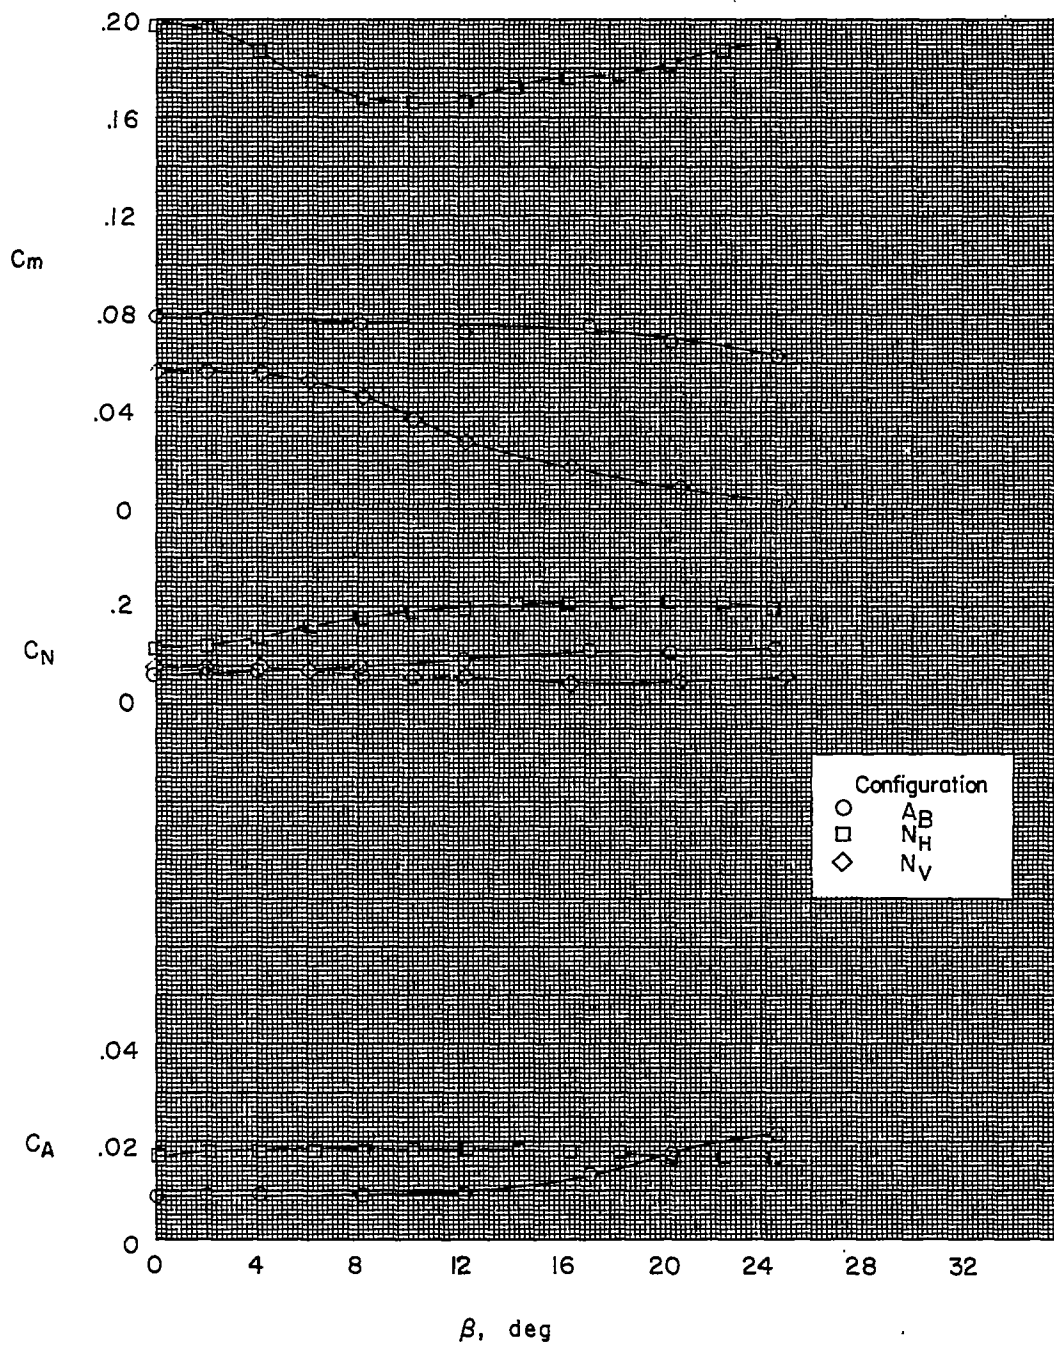 .20
.16
.12
Cm
.08
.04
0
.2
CN
0
Configuration
AB
NH
NV
.04
CA
.02
0
0 4 8 12 16 20 24 28 32
β, deg